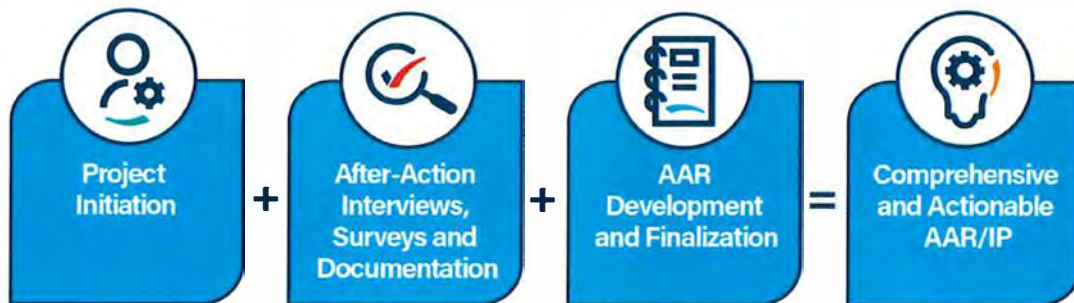 Project
Initiation
+
After-Action
Interviews,
Surveys and
Documentation
+
AAR
Development
and Finalization
=
Comprehensive
and Actionable
AAR/IP